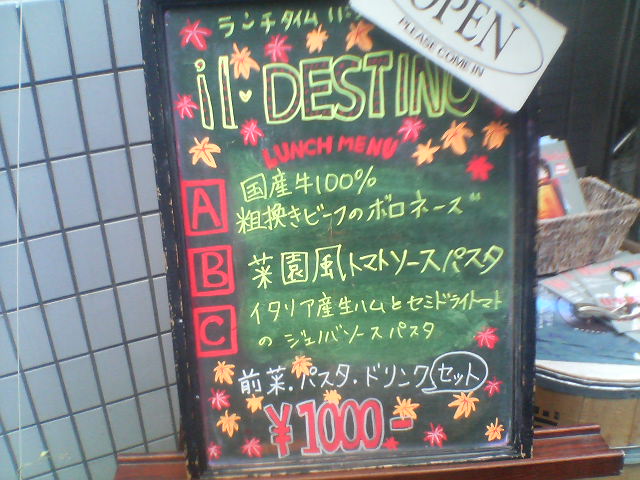 ランチタイム
OPEN
PLEASE COME IN
il・DESTINO
LUNCH MENU
A 国産牛100%
粗挽きビーフのボロネーズ
B 菜園風トマトソースパスタ
C イタリア産生ハムとセミドライトマト
の ジェノバソースパスタ
前菜・パスタ・ドリンク セット
¥1000-